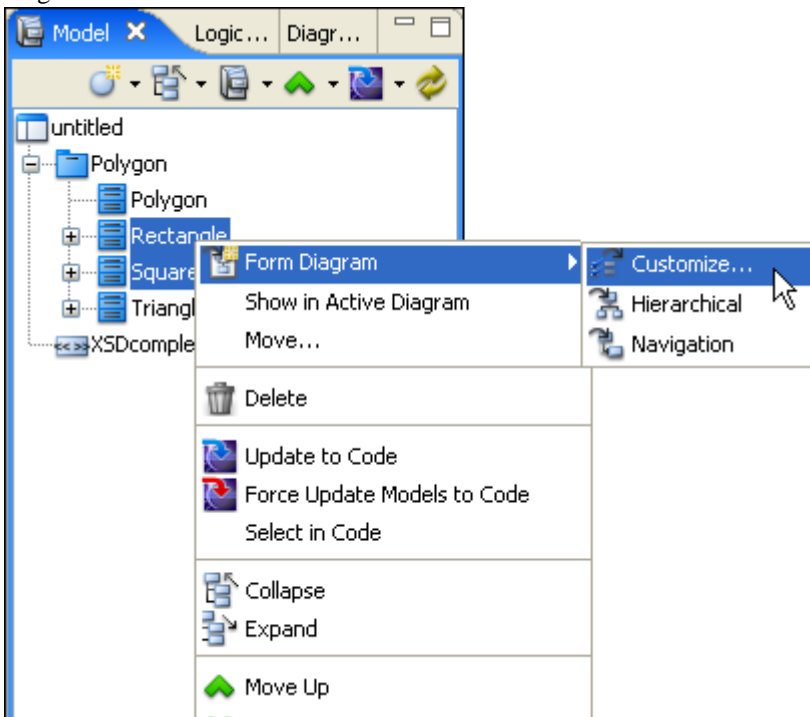 Model Logic... Diagr...
untitled
Polygon
Polygon
Rectangle
Square
Triangl
XSDcomple
Form Diagram
Show in Active Diagram
Move...
Delete
Update to Code
Force Update Models to Code
Select in Code
Collapse
Expand
Move Up
Customize...
Hierarchical
Navigation